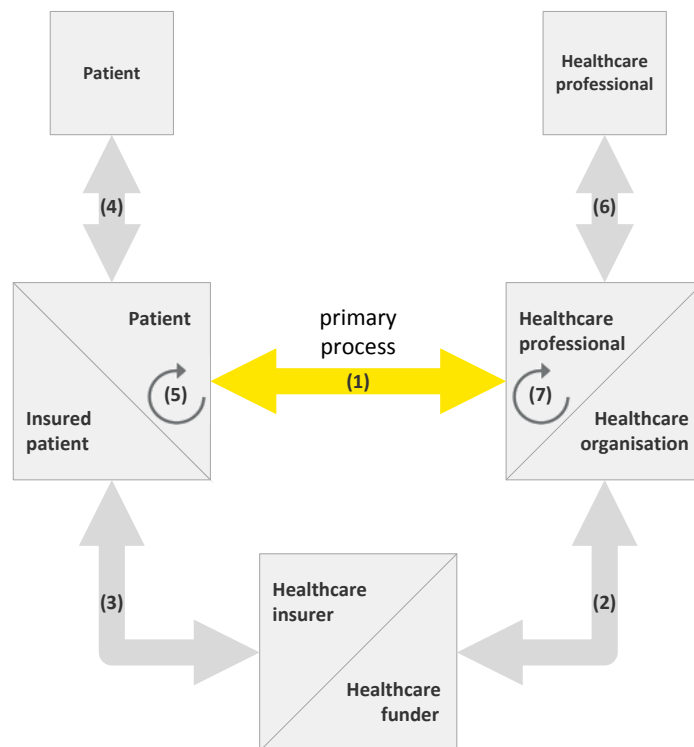 Patient
Healthcare
professional
(4)
(6)
Patient
Insured
patient
(5)
primary
process
(1)
Healthcare
professional
(7)
Healthcare
organisation
(3)
(2)
Healthcare
insurer
Healthcare
funder